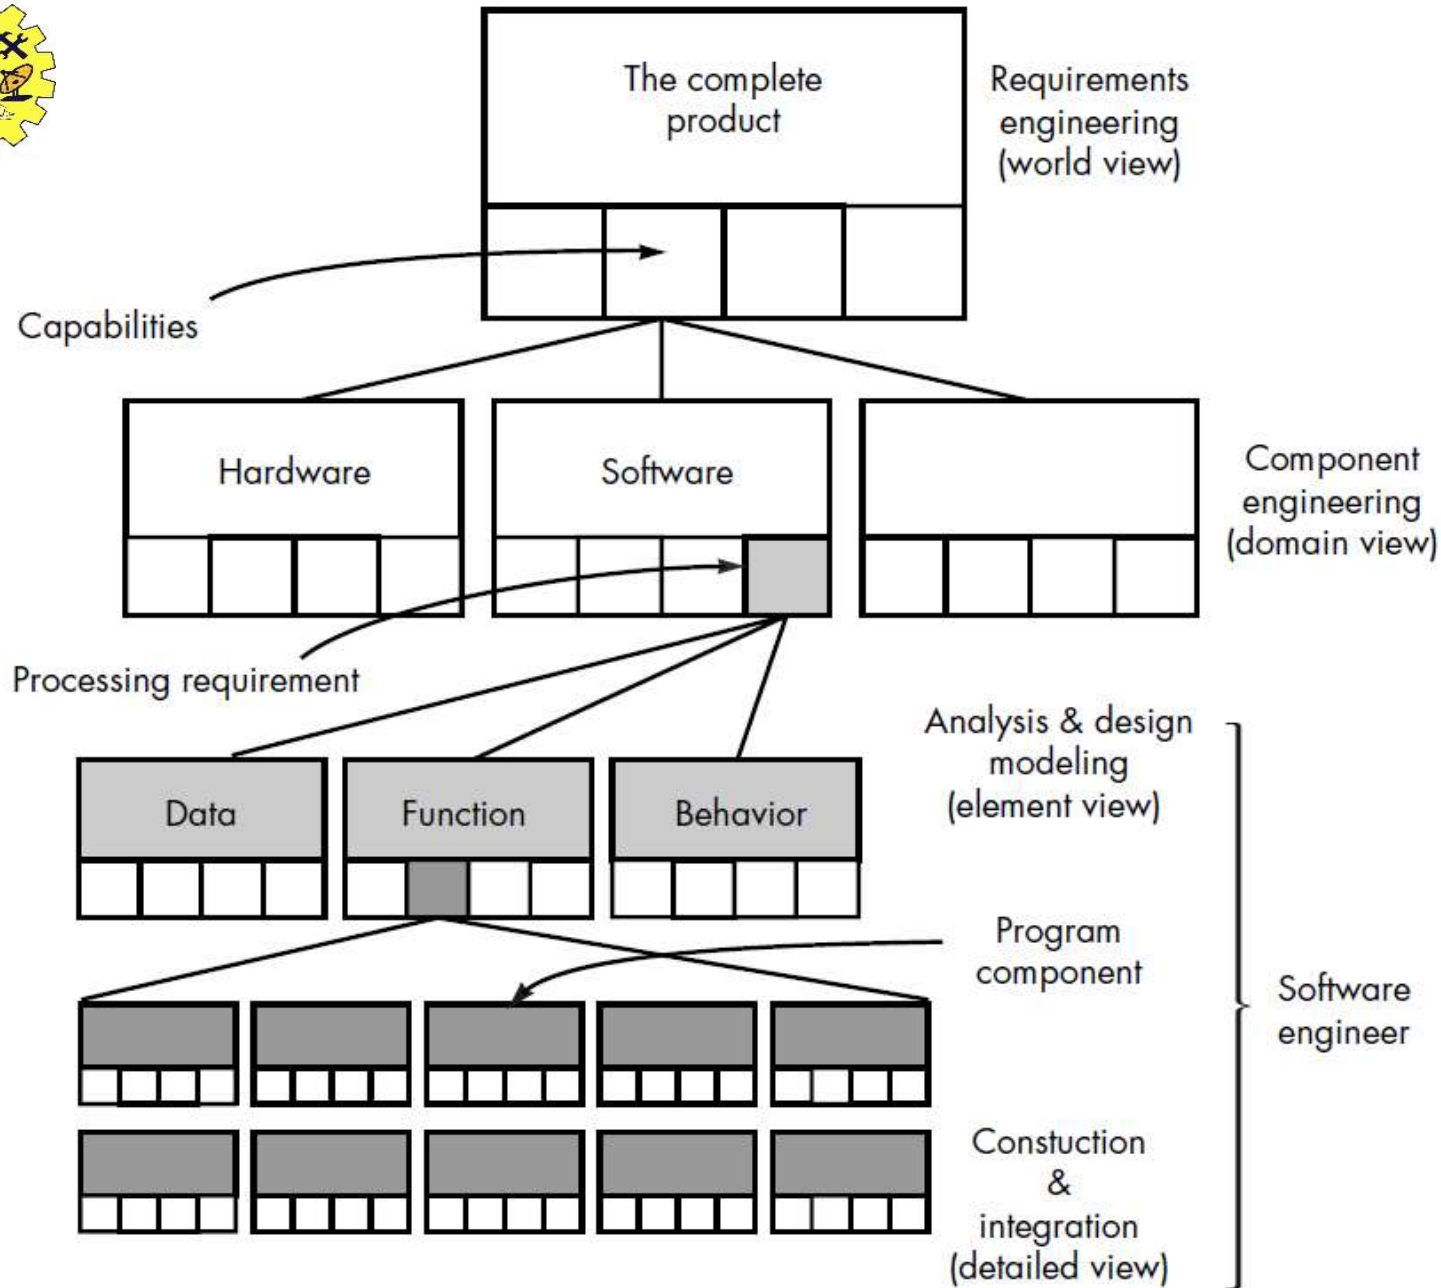 The complete
product
Requirements
engineering
(world view)
Capabilities
Hardware
Software
Component
engineering
(domain view)
Processing requirement
Analysis & design
modeling
(element view)
Data
Function
Behavior
Program
component
Software
engineer
Constuction
&
integration
(detailed view)